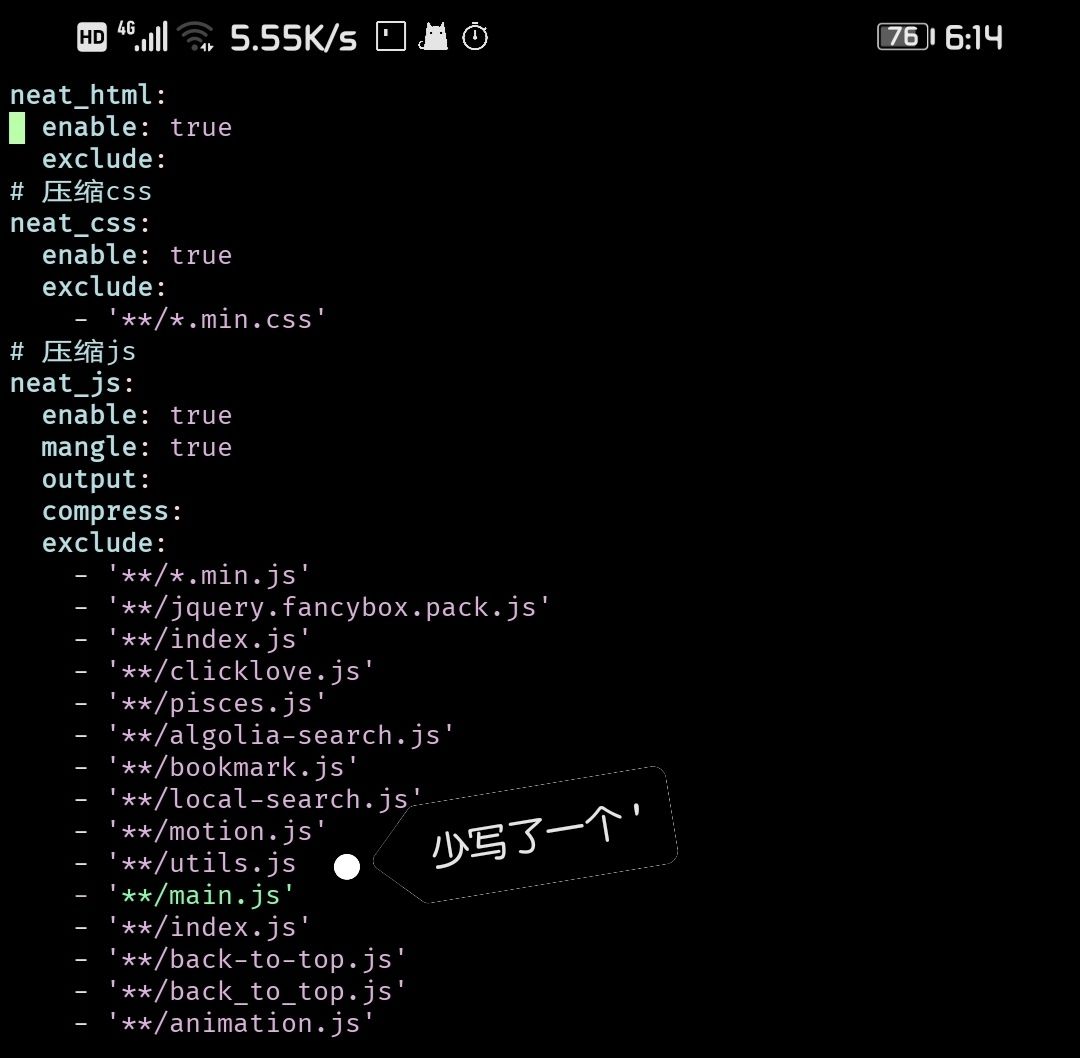 HD 4G 5.55K/s 76 6:14
neat_html:
  enable: true
  exclude:
# 压缩css
neat_css:
  enable: true
  exclude:
    - '**/*.min.css'
# 压缩js
neat_js:
  enable: true
  mangle: true
  output:
  compress:
  exclude:
    - '**/*.min.js'
    - '**/jquery.fancybox.pack.js'
    - '**/index.js'
    - '**/clicklove.js'
    - '**/pisces.js'
    - '**/algolia-search.js'
    - '**/bookmark.js'
    - '**/local-search.js'
    - '**/motion.js'
    - '**/utils.js
少写了一个'
    - '**/main.js'
    - '**/index.js'
    - '**/back-to-top.js'
    - '**/back_to_top.js'
    - '**/animation.js'